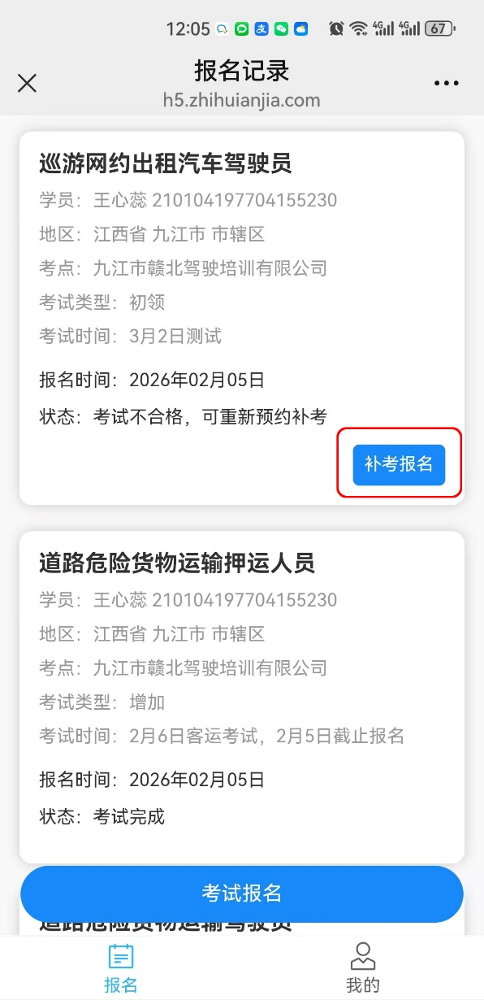 12:05
4G 4G 67
报名记录
h5.zhihuianjia.com
巡游网约出租汽车驾驶员
学员：王心蕊 210104197704155230
地区：江西省 九江市 市辖区
考点：九江市赣北驾驶培训有限公司
考试类型：初领
考试时间：3月2日测试
报名时间：2026年02月05日
状态：考试不合格，可重新预约补考
补考报名
道路危险货物运输押运人员
学员：王心蕊 210104197704155230
地区：江西省 九江市 市辖区
考点：九江市赣北驾驶培训有限公司
考试类型：增加
考试时间：2月6日客运考试，2月5日截止报名
报名时间：2026年02月05日
状态：考试完成
考试报名
道路危险货物运输驾驶员
报名
我的